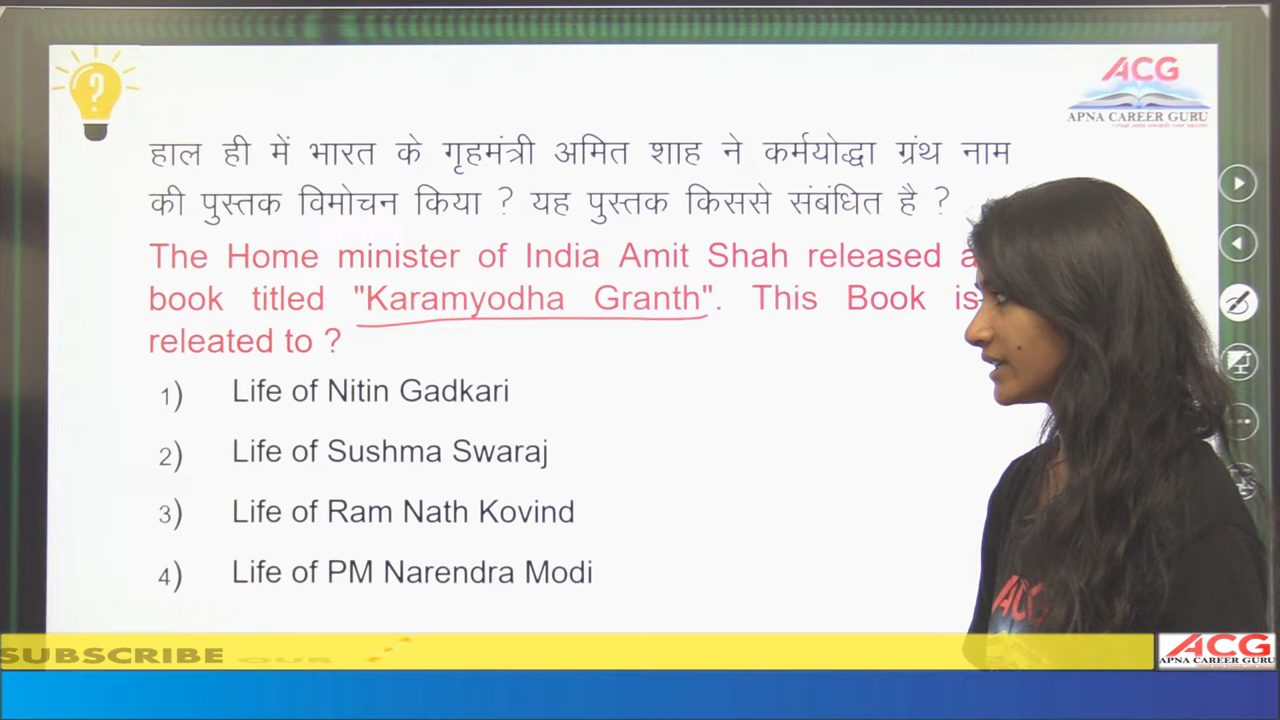 ACG
APNA CAREER GURU
हाल ही में भारत के गृहमंत्री अमित शाह ने कर्मयोद्धा ग्रंथ नाम
की पुस्तक विमोचन किया ? यह पुस्तक किससे संबंधित है ?
The Home minister of India Amit Shah released a
book titled "Karamyodha Granth". This Book is
releated to ?
1) Life of Nitin Gadkari
2) Life of Sushma Swaraj
3) Life of Ram Nath Kovind
4) Life of PM Narendra Modi
ACG
SUBSCRIBE OUR
ACG
APNA CAREER GURU